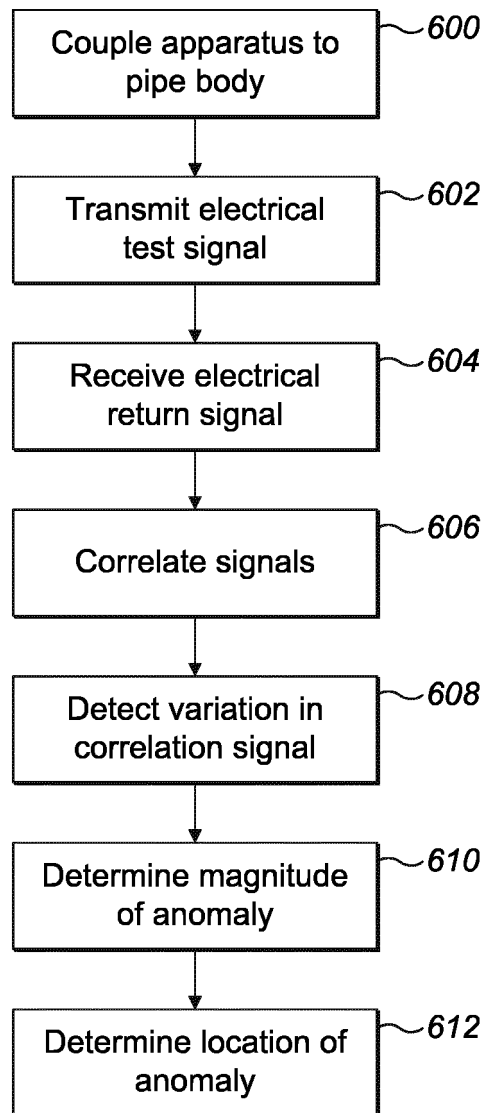 600
Couple apparatus to
pipe body
602
Transmit electrical
test signal
604
Receive electrical
return signal
606
Correlate signals
608
Detect variation in
correlation signal
610
Determine magnitude
of anomaly
612
Determine location of
anomaly